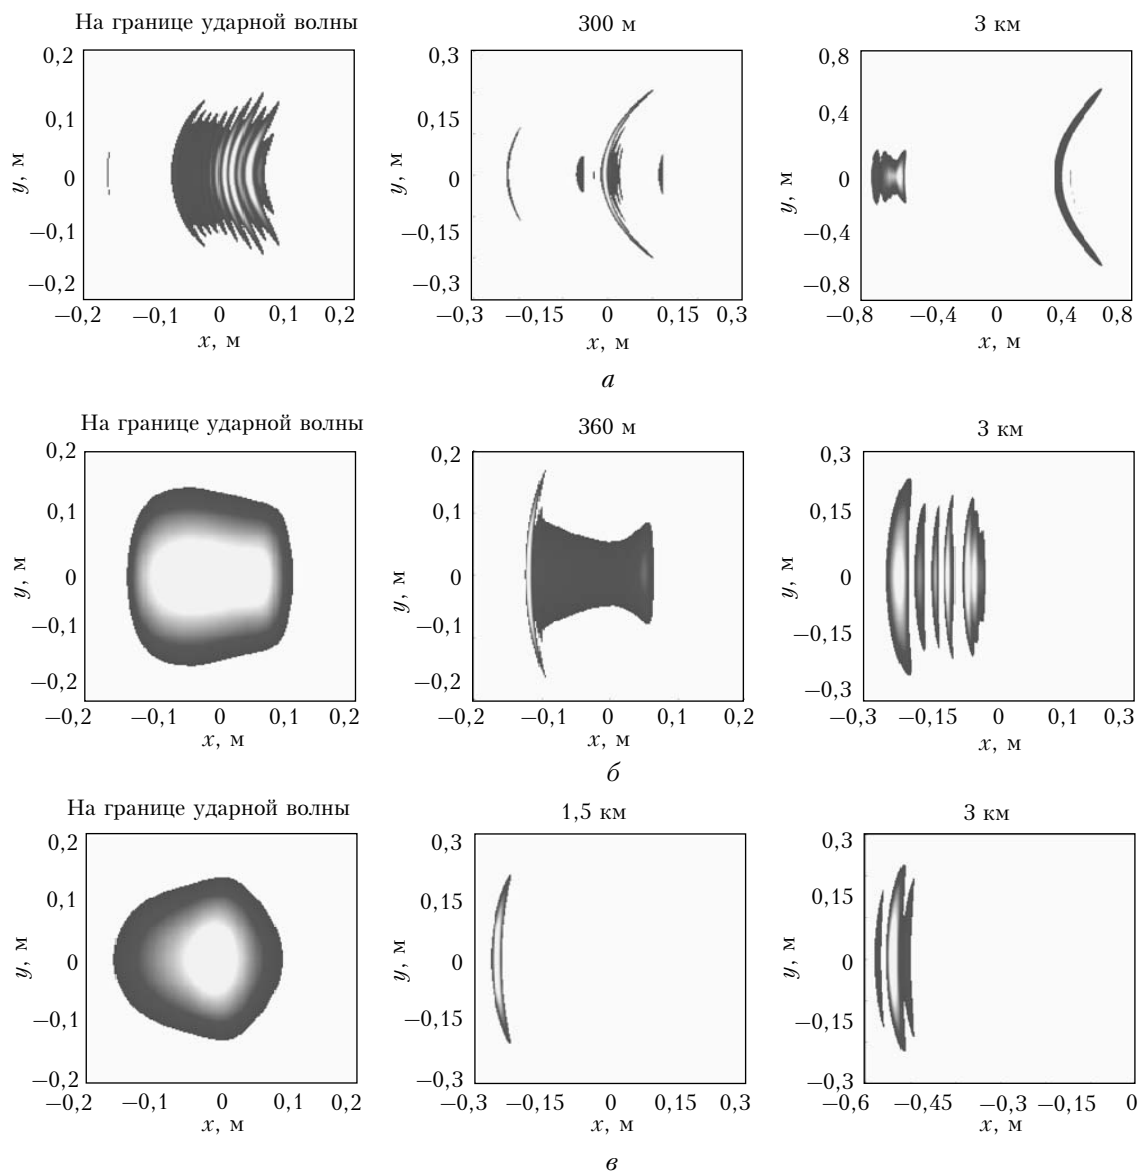 На границе ударной волны
300 м
3 км
0,2
0,1
0
−0,1
−0,2
y, м
−0,2 −0,1 0 0,1 0,2
x, м
0,3
0,15
0
−0,15
−0,3
y, м
−0,3 −0,15 0 0,15 0,3
x, м
0,8
0,4
0
−0,4
−0,8
y, м
−0,8 −0,4 0 0,4 0,8
x, м
а
На границе ударной волны
360 м
3 км
0,2
0,1
0
−0,1
−0,2
y, м
−0,2 −0,1 0 0,1 0,2
x, м
0,2
0,1
0
−0,1
−0,2
y, м
−0,2 −0,1 0 0,1 0,2
x, м
0,3
0,15
0
−0,15
−0,3
y, м
−0,3 −0,15 0 0,1 0,3
x, м
б
На границе ударной волны
1,5 км
3 км
0,2
0,1
0
−0,1
−0,2
y, м
−0,2 −0,1 0 0,1 0,2
x, м
0,3
0,15
0
−0,15
−0,3
y, м
−0,3 −0,15 0 0,15 0,3
x, м
0,3
0,15
0
−0,15
−0,3
y, м
−0,6 −0,45 −0,3 −0,15 0
x, м
в